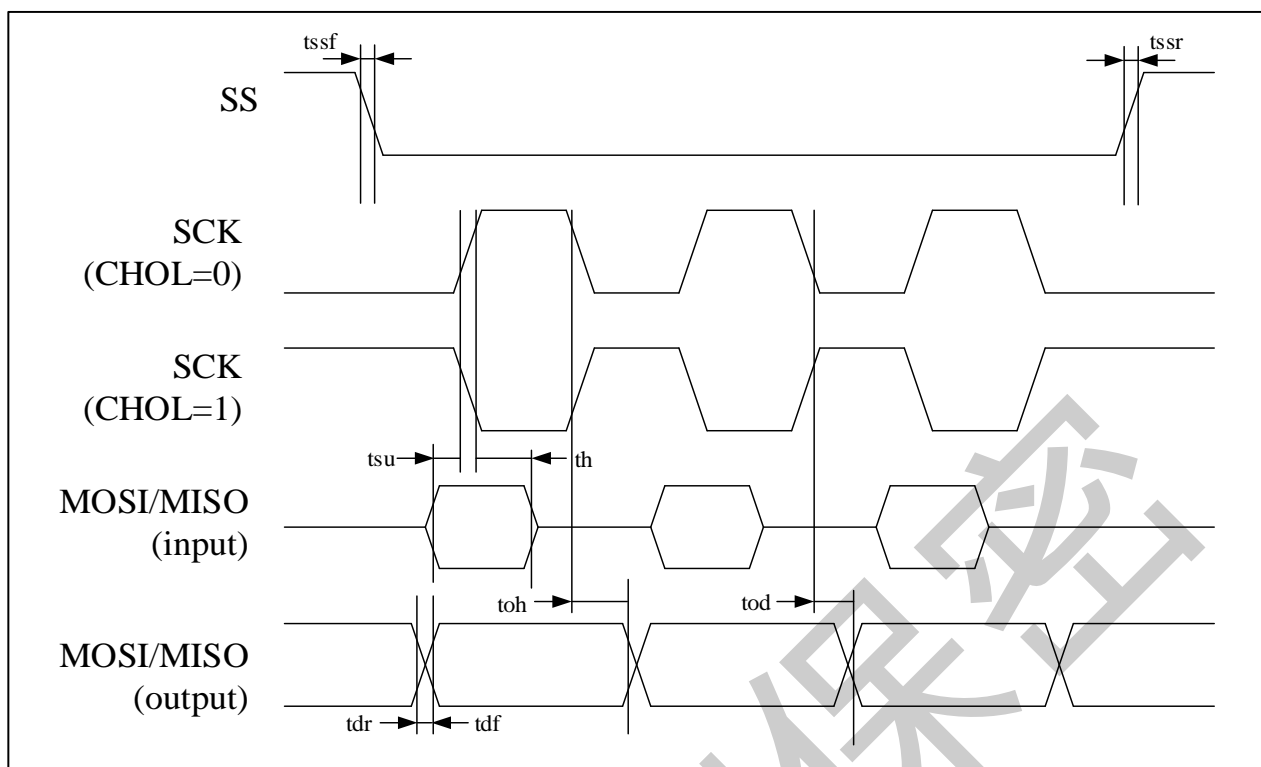 tssf
tssr
SS
SCK
(CHOL=0)
SCK
(CHOL=1)
tsu
th
MOSI/MISO
(input)
toh
tod
MOSI/MISO
(output)
tdr
tdf
保密